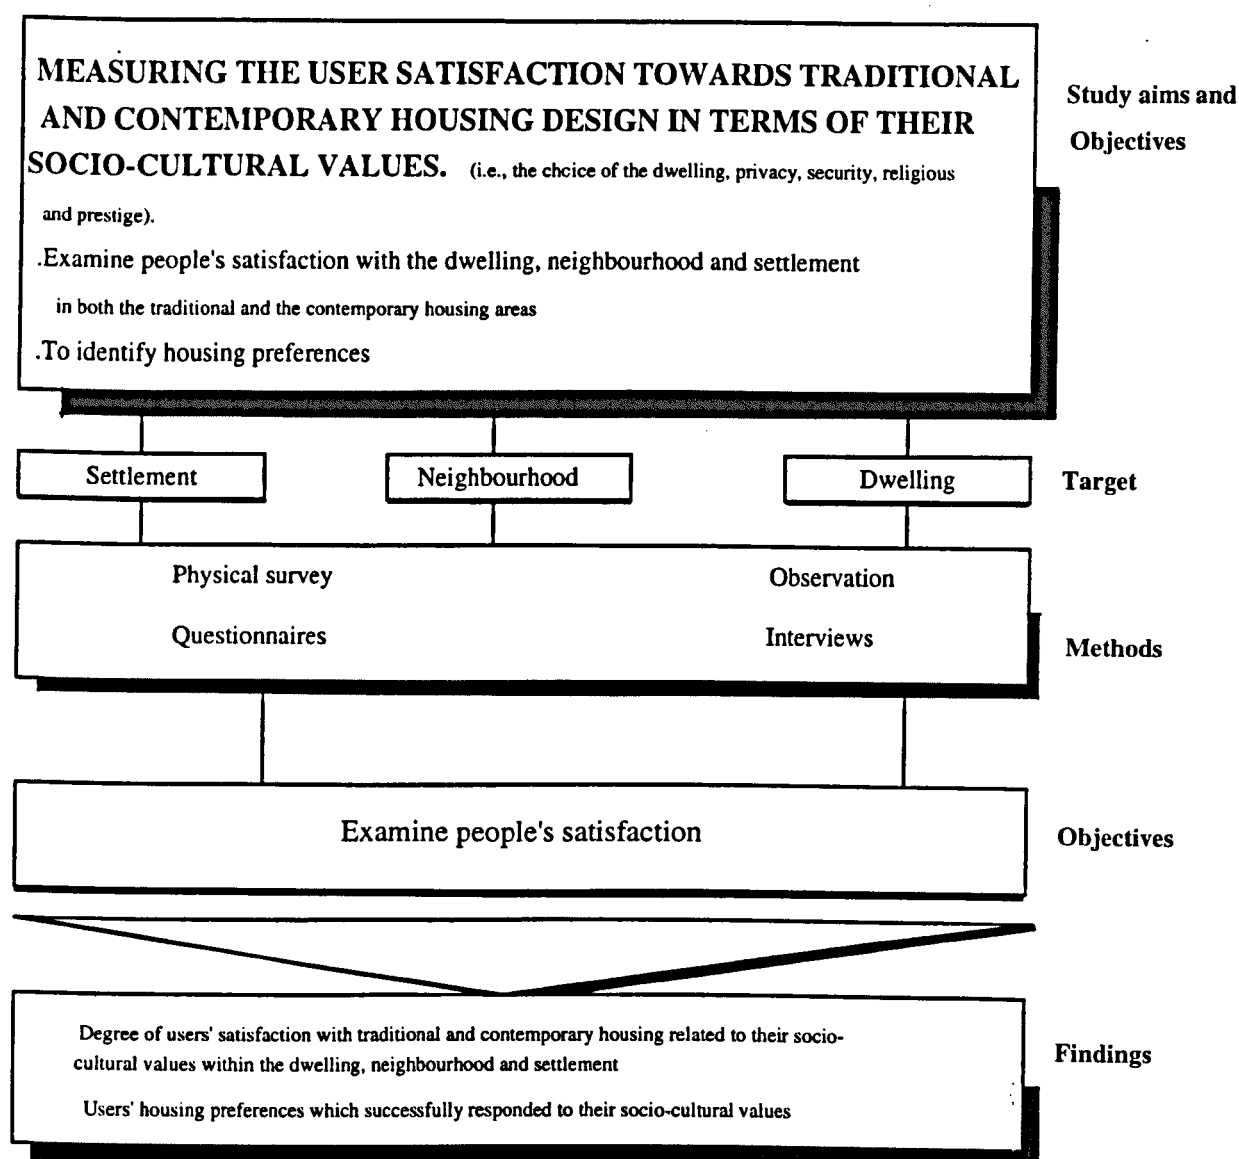 MEASURING THE USER SATISFACTION TOWARDS TRADITIONAL
AND CONTEMPORARY HOUSING DESIGN IN TERMS OF THEIR
SOCIO-CULTURAL VALUES. (i.e., the choice of the dwelling, privacy, security, religious
and prestige).
.Examine people's satisfaction with the dwelling, neighbourhood and settlement
in both the traditional and the contemporary housing areas
.To identify housing preferences
Study aims and
Objectives
Settlement
Neighbourhood
Dwelling
Target
Physical survey
Observation
Questionnaires
Interviews
Methods
Examine people's satisfaction
Objectives
Degree of users' satisfaction with traditional and contemporary housing related to their socio-
cultural values within the dwelling, neighbourhood and settlement
Users' housing preferences which successfully responded to their socio-cultural values
Findings